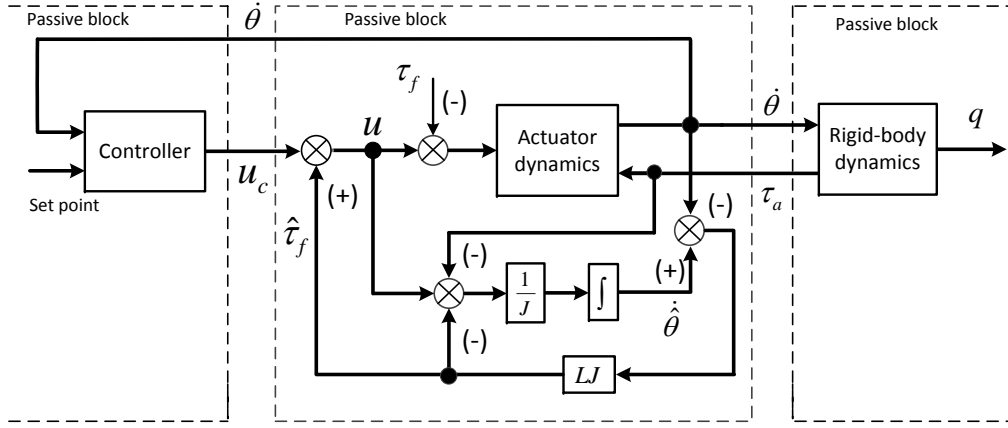 Passive block
θ̇
Passive block
Passive block
τ_f
(-)
θ̇
q
Controller
u
Actuator
dynamics
Rigid-body
dynamics
u_c
(+)
τ_a
Set point
τ̂_f
(-)
(-)
(+)
1/J
∫
θ̂̇
(-)
LJ